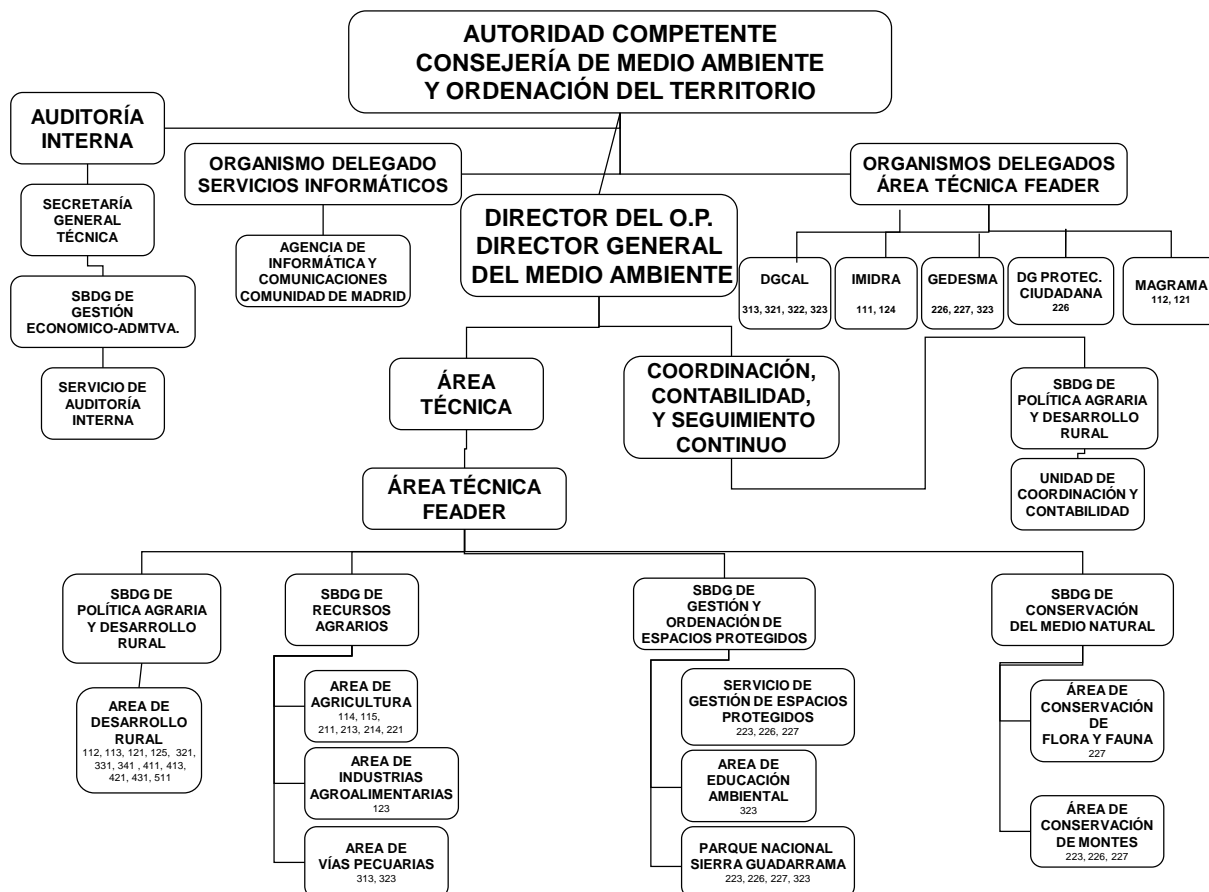 AUTORIDAD COMPETENTE
CONSEJERÍA DE MEDIO AMBIENTE
Y ORDENACIÓN DEL TERRITORIO
AUDITORÍA
INTERNA
ORGANISMO DELEGADO
SERVICIOS INFORMÁTICOS
ORGANISMOS DELEGADOS
ÁREA TÉCNICA FEADER
SECRETARÍA
GENERAL
TÉCNICA
DIRECTOR DEL O.P.
DIRECTOR GENERAL
DEL MEDIO AMBIENTE
AGENCIA DE
INFORMÁTICA Y
COMUNICACIONES
COMUNIDAD DE MADRID
DGCAL
313, 321, 322, 323
IMIDRA
111, 124
GEDESMA
226, 227, 323
DG PROTEC.
CIUDADANA
226
MAGRAMA
112, 121
SBDG DE
GESTIÓN
ECONOMICO-ADMTVA.
SERVICIO DE
AUDITORÍA
INTERNA
ÁREA
TÉCNICA
COORDINACIÓN,
CONTABILIDAD,
Y SEGUIMIENTO
CONTINUO
SBDG DE
POLÍTICA AGRARIA
Y DESARROLLO
RURAL
UNIDAD DE
COORDINACIÓN Y
CONTABILIDAD
ÁREA TÉCNICA
FEADER
SBDG DE
POLÍTICA AGRARIA
Y DESARROLLO
RURAL
SBDG DE
RECURSOS
AGRARIOS
SBDG DE
GESTIÓN Y
ORDENACIÓN DE
ESPACIOS PROTEGIDOS
SBDG DE
CONSERVACIÓN
DEL MEDIO NATURAL
AREA DE
DESARROLLO
RURAL
112, 113, 121, 125, 321,
331, 341 , 411, 413,
421, 431, 511
AREA DE
AGRICULTURA
114, 115,
211, 213, 214, 221
AREA DE
INDUSTRIAS
AGROALIMENTARIAS
123
AREA DE
VÍAS PECUARIAS
313, 323
SERVICIO DE
GESTIÓN DE ESPACIOS
PROTEGIDOS
223, 226, 227
AREA DE
EDUCACIÓN
AMBIENTAL
323
PARQUE NACIONAL
SIERRA GUADARRAMA
223, 226, 227, 323
ÁREA DE
CONSERVACIÓN
DE
FLORA Y FAUNA
227
ÁREA DE
CONSERVACIÓN
DE MONTES
223, 226, 227